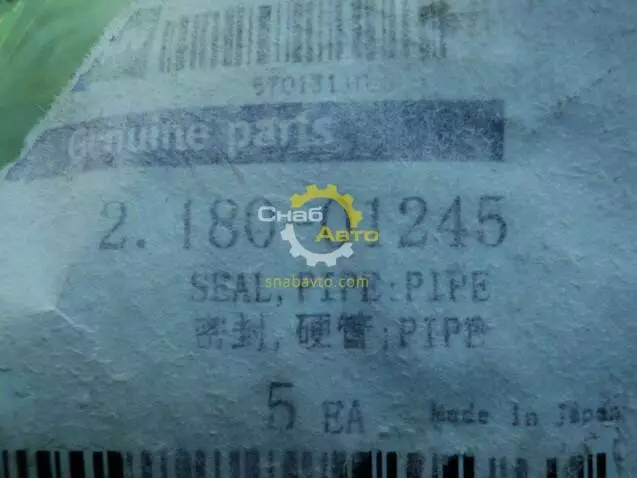 Genuine parts
2. 180-01245
СНАБ
АВТО
snabavto.com
SEAL, PIPE; PIPE
密封, 硬管; PIPE
5 EA
Made in Japan